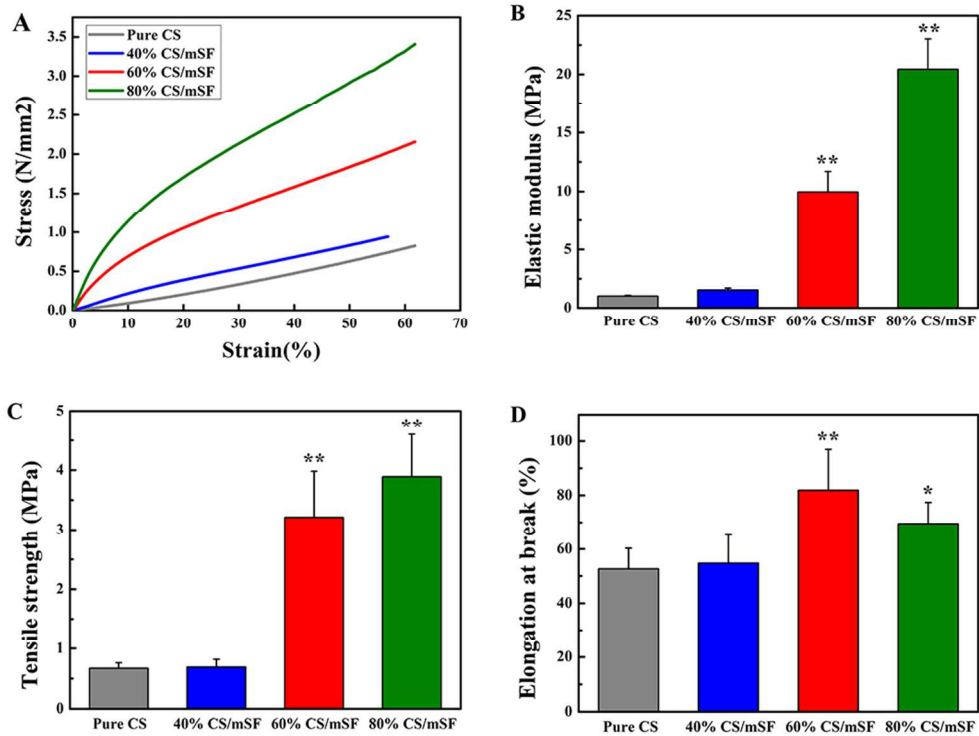 A
Pure CS
40% CS/mSF
60% CS/mSF
80% CS/mSF
3.5
3.0
2.5
2.0
1.5
1.0
0.5
0.0
0 10 20 30 40 50 60 70
Stress (N/mm2)
Strain(%)
B
25
20
15
10
5
0
Elastic modulus (MPa)
**
**
Pure CS 40% CS/mSF 60% CS/mSF 80% CS/mSF
C
5
4
3
2
1
0
Tensile strength (MPa)
**
**
Pure CS 40% CS/mSF 60% CS/mSF 80% CS/mSF
D
100
80
60
40
20
0
Elongation at break (%)
**
*
Pure CS 40% CS/mSF 60% CS/mSF 80% CS/mSF